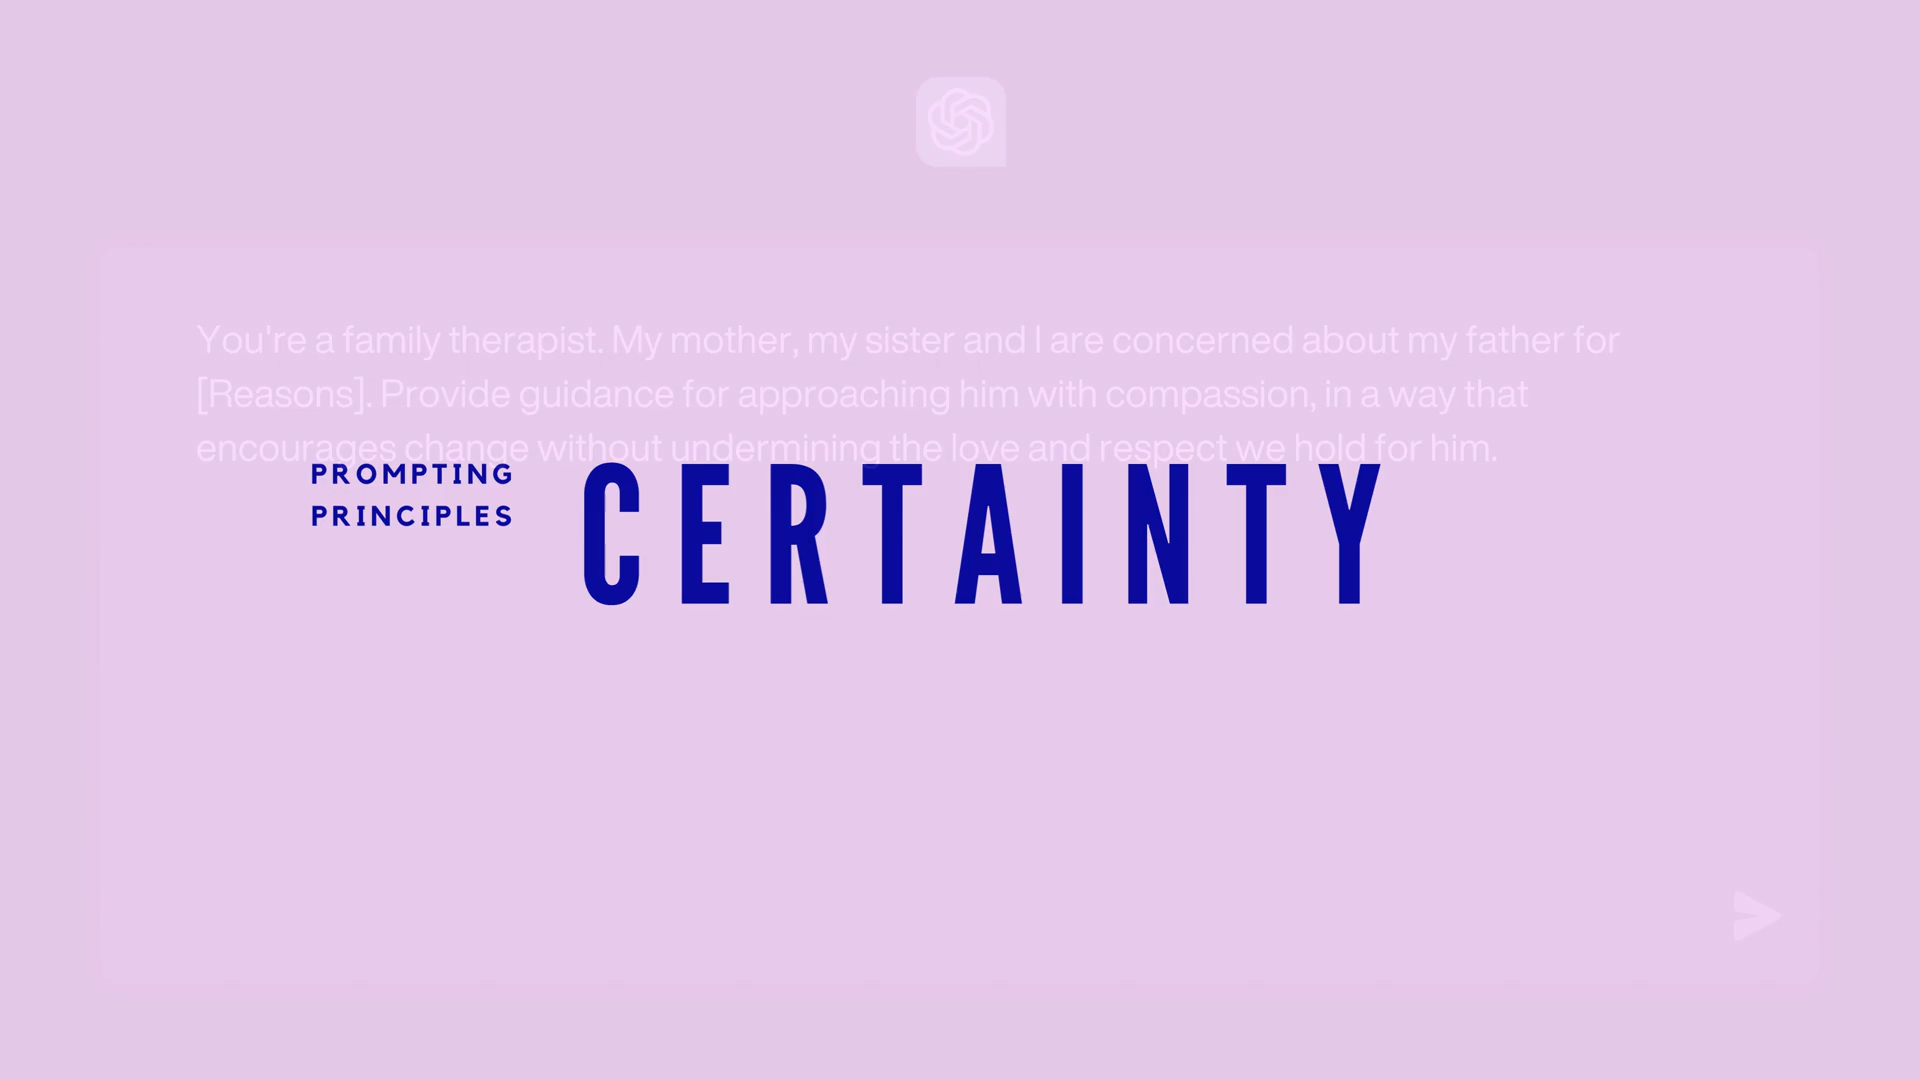 You're a family therapist. My mother, my sister and I are concerned about my father for
[Reasons]. Provide guidance for approaching him with compassion, in a way that
encourages change without undermining the love and respect we hold for him.
PROMPTING
PRINCIPLES
CERTAINTY